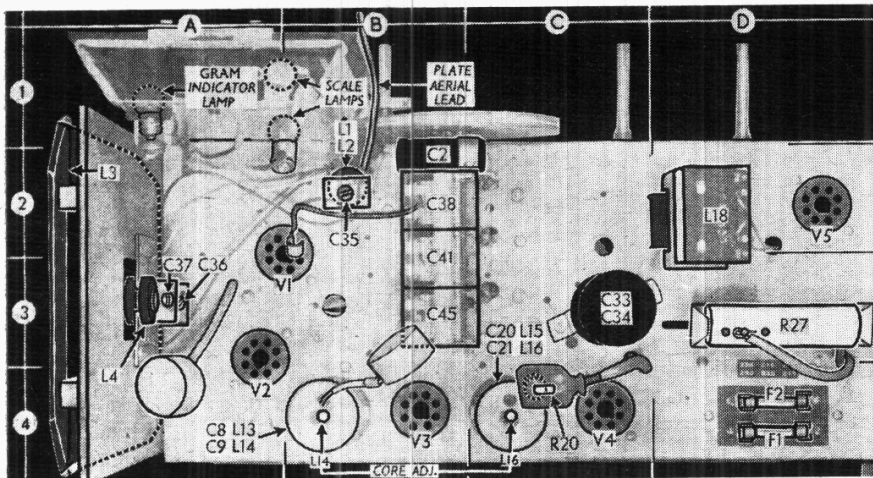 A B C D
1
GRAM
INDICATOR
LAMP
SCALE
LAMPS
PLATE
AERIAL
LEAD
L1
L2
C2
L3
2
C35
C38
L18
V5
V1
C37 C36
C41
3
C45
C33
C34
R27
L4
V2
C20 L15
C21 L16
4
C8 L13
C9 L14
V3
R20
V4
F2
F1
L14
CORE ADJ.
L16